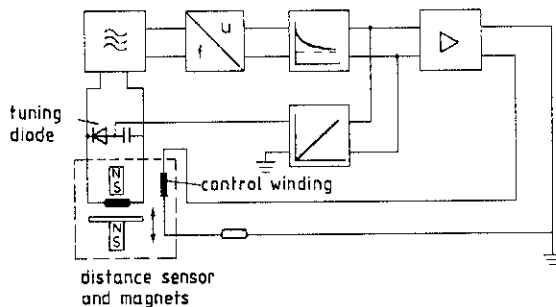 u
f
tuning
diode
N
S
control winding
N
S
distance sensor
and magnets